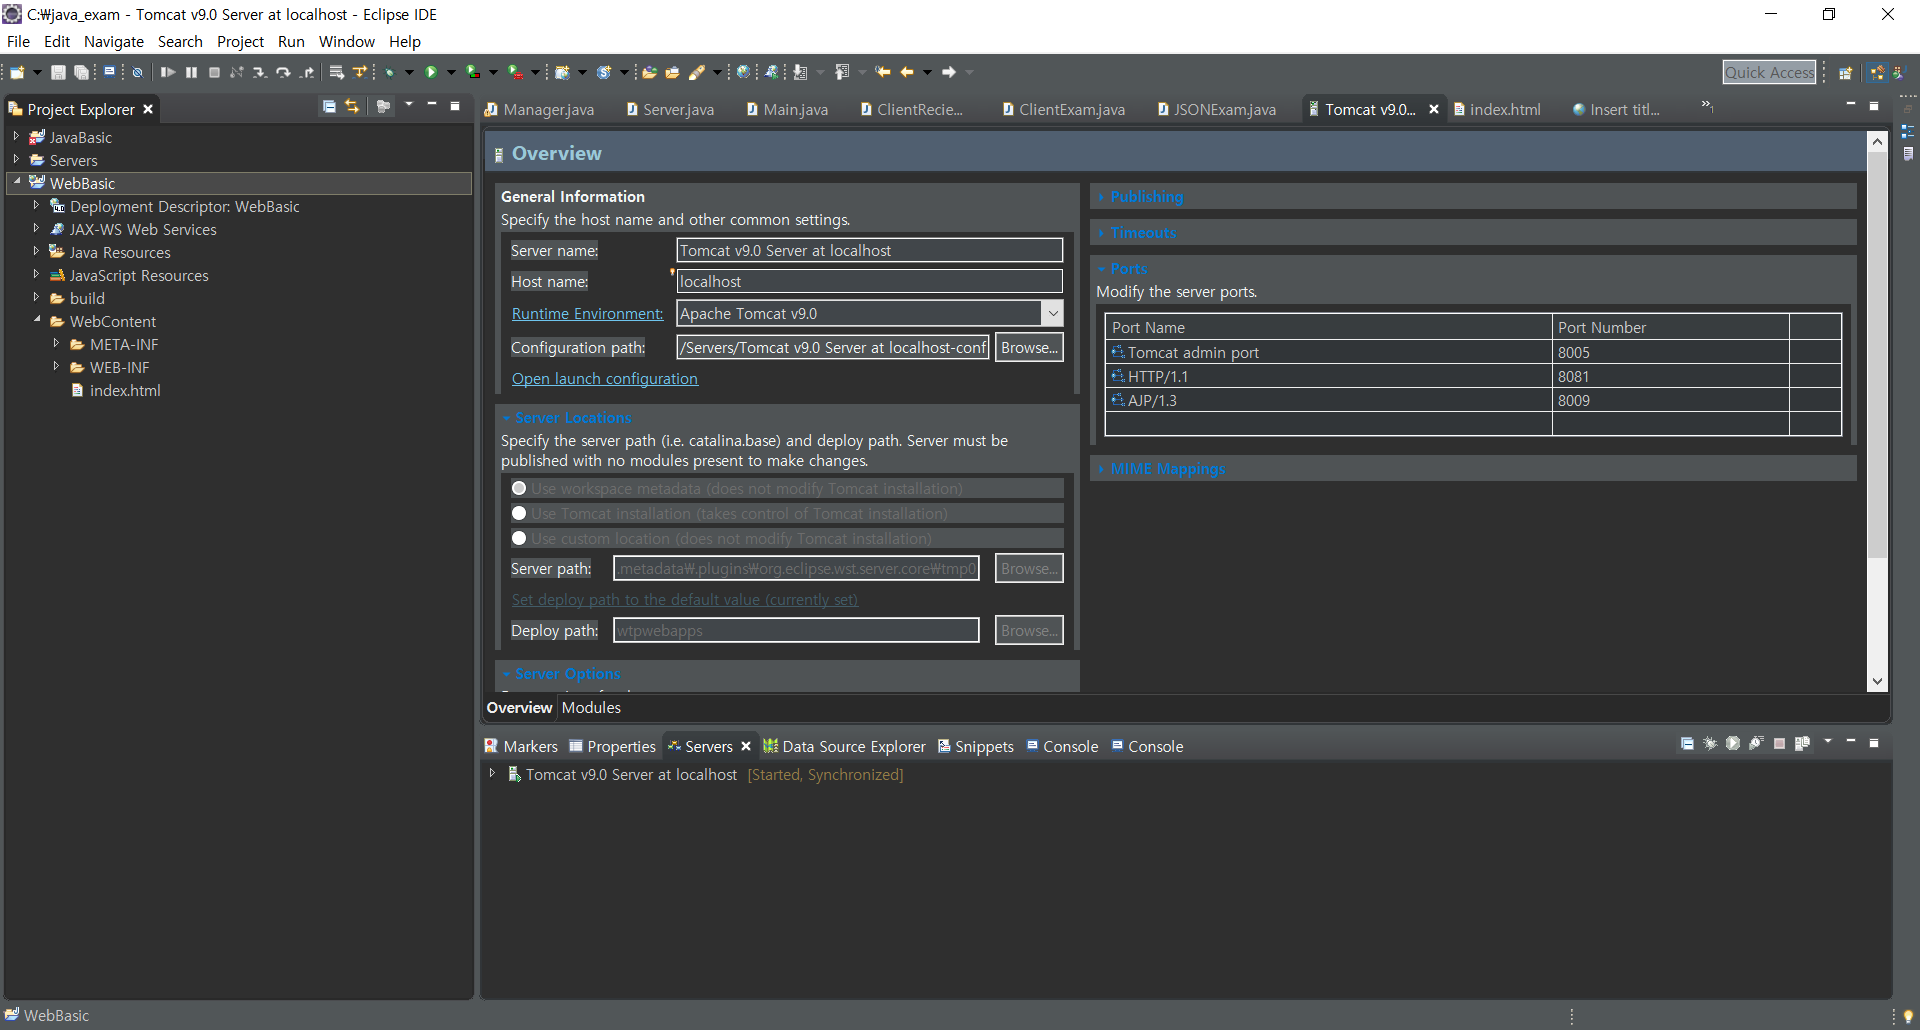 C:₩java_exam - Tomcat v9.0 Server at localhost - Eclipse IDE
File Edit Navigate Search Project Run Window Help
Quick Access
Project Explorer
Manager.java Server.java Main.java ClientRecie... ClientExam.java JSONExam.java Tomcat v9.0... index.html Insert titl... »1
JavaBasic
Servers
WebBasic
Deployment Descriptor: WebBasic
JAX-WS Web Services
Java Resources
JavaScript Resources
build
WebContent
META-INF
WEB-INF
index.html
Overview
General Information
Specify the host name and other common settings.
Server name: Tomcat v9.0 Server at localhost
Host name: localhost
Runtime Environment: Apache Tomcat v9.0
Configuration path: /Servers/Tomcat v9.0 Server at localhost-conf Browse...
Open launch configuration
Server Locations
Specify the server path (i.e. catalina.base) and deploy path. Server must be
published with no modules present to make changes.
Use workspace metadata (does not modify Tomcat installation)
Use Tomcat installation (takes control of Tomcat installation)
Use custom location (does not modify Tomcat installation)
Server path: .metadata₩.plugins₩org.eclipse.wst.server.core₩tmp0 Browse...
Set deploy path to the default value (currently set)
Deploy path: wtpwebapps Browse...
Server Options
Publishing
Timeouts
Ports
Modify the server ports.
Port Name Port Number
Tomcat admin port 8005
HTTP/1.1 8081
AJP/1.3 8009
MIME Mappings
Overview Modules
Markers Properties Servers Data Source Explorer Snippets Console Console
Tomcat v9.0 Server at localhost [Started, Synchronized]
WebBasic